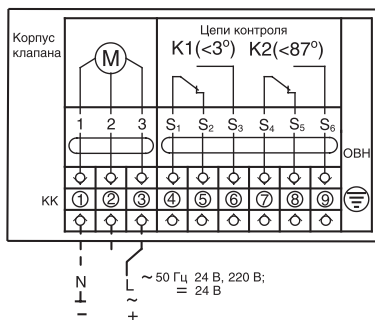 Корпус клапана
Цепи контроля
K1(<3°) K2(<87°)
M
1 2 3 S1 S2 S3 S4 S5 S6
ОВН
КК 1 2 3 4 5 6 7 8 9
N L ~ 50 Гц 24 В, 220 В;
~ = 24 В
− +